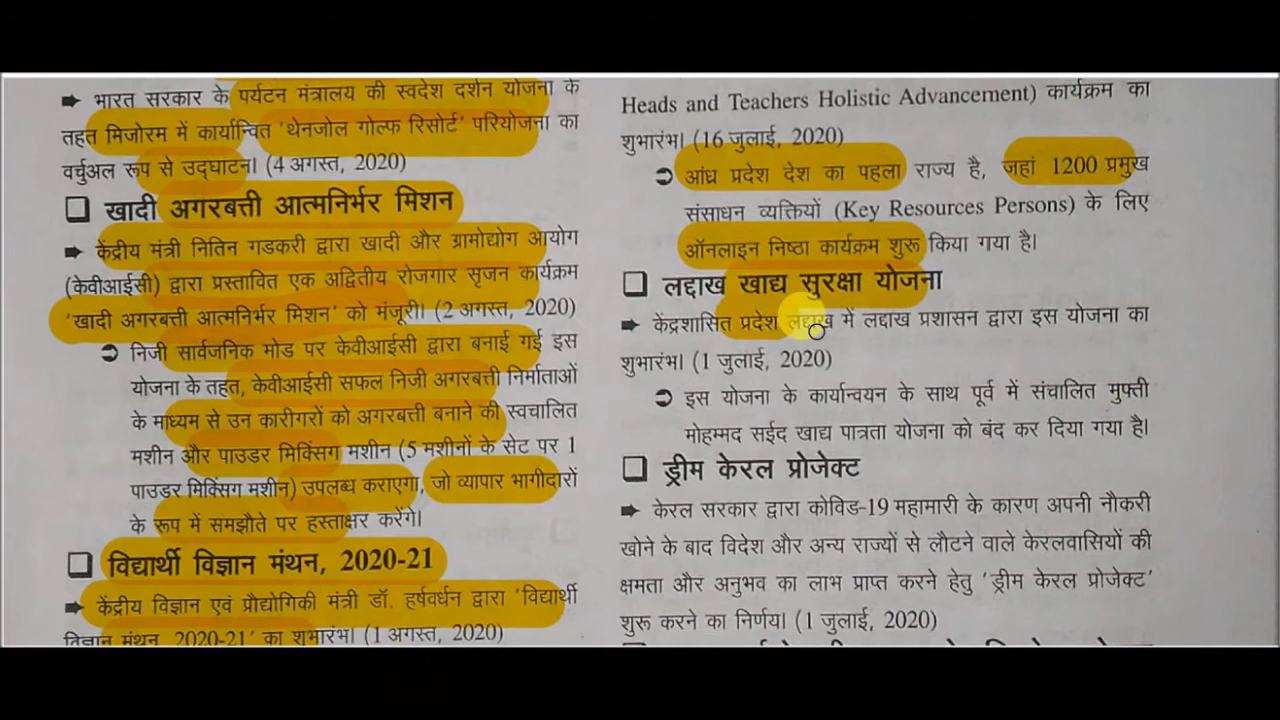 ➡ भारत सरकार के पर्यटन मंत्रालय की स्वदेश दर्शन योजना के
तहत मिजोरम में कार्यान्वित 'थेनजोल गोल्फ रिसोर्ट' परियोजना का
वर्चुअल रूप से उद्घाटन। (4 अगस्त, 2020)
❑ खादी अगरबत्ती आत्मनिर्भर मिशन
➡ केंद्रीय मंत्री नितिन गडकरी द्वारा खादी और ग्रामोद्योग आयोग
(केवीआईसी) द्वारा प्रस्तावित एक अद्वितीय रोजगार सृजन कार्यक्रम
'खादी अगरबत्ती आत्मनिर्भर मिशन' को मंजूरी। (2 अगस्त, 2020)
➲ निजी सार्वजनिक मोड पर केवीआईसी द्वारा बनाई गई इस
योजना के तहत, केवीआईसी सफल निजी अगरबत्ती निर्माताओं
के माध्यम से उन कारीगरों को अगरबत्ती बनाने की स्वचालित
मशीन और पाउडर मिक्सिंग मशीन (5 मशीनों के सेट पर 1
पाउडर मिक्सिंग मशीन) उपलब्ध कराएगा, जो व्यापार भागीदारों
के रूप में समझौते पर हस्ताक्षर करेंगे।
❑ विद्यार्थी विज्ञान मंथन, 2020-21
➡ केंद्रीय विज्ञान एवं प्रौद्योगिकी मंत्री डॉ. हर्षवर्धन द्वारा 'विद्यार्थी
विज्ञान मंथन, 2020-21' का शुभारंभ। (1 अगस्त, 2020)
Heads and Teachers Holistic Advancement) कार्यक्रम का
शुभारंभ। (16 जुलाई, 2020)
➲ आंध्र प्रदेश देश का पहला राज्य है, जहां 1200 प्रमुख
संसाधन व्यक्तियों (Key Resources Persons) के लिए
ऑनलाइन निष्ठा कार्यक्रम शुरू किया गया है।
❑ लद्दाख खाद्य सुरक्षा योजना
➡ केंद्रशासित प्रदेश लद्दाख में लद्दाख प्रशासन द्वारा इस योजना का
शुभारंभ। (1 जुलाई, 2020)
➲ इस योजना के कार्यान्वयन के साथ पूर्व में संचालित मुफ्ती
मोहम्मद सईद खाद्य पात्रता योजना को बंद कर दिया गया है।
❑ ड्रीम केरल प्रोजेक्ट
➡ केरल सरकार द्वारा कोविड-19 महामारी के कारण अपनी नौकरी
खोने के बाद विदेश और अन्य राज्यों से लौटने वाले केरलवासियों की
क्षमता और अनुभव का लाभ प्राप्त करने हेतु 'ड्रीम केरल प्रोजेक्ट'
शुरू करने का निर्णय। (1 जुलाई, 2020)